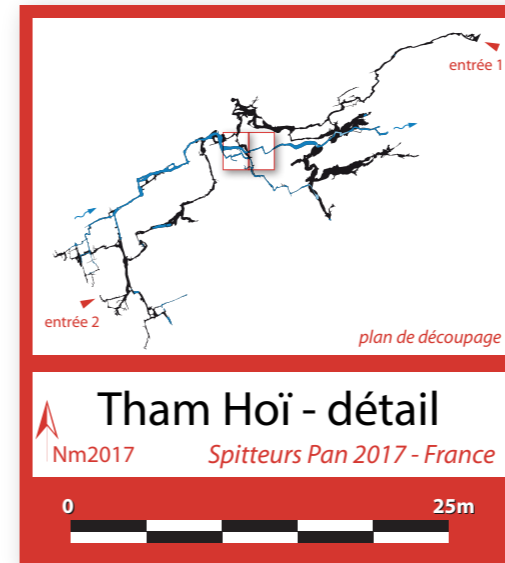 entrée 1
entrée 2
plan de découpage
Tham Hoï - détail
Nm2017 Spitteurs Pan 2017 - France
0 25m